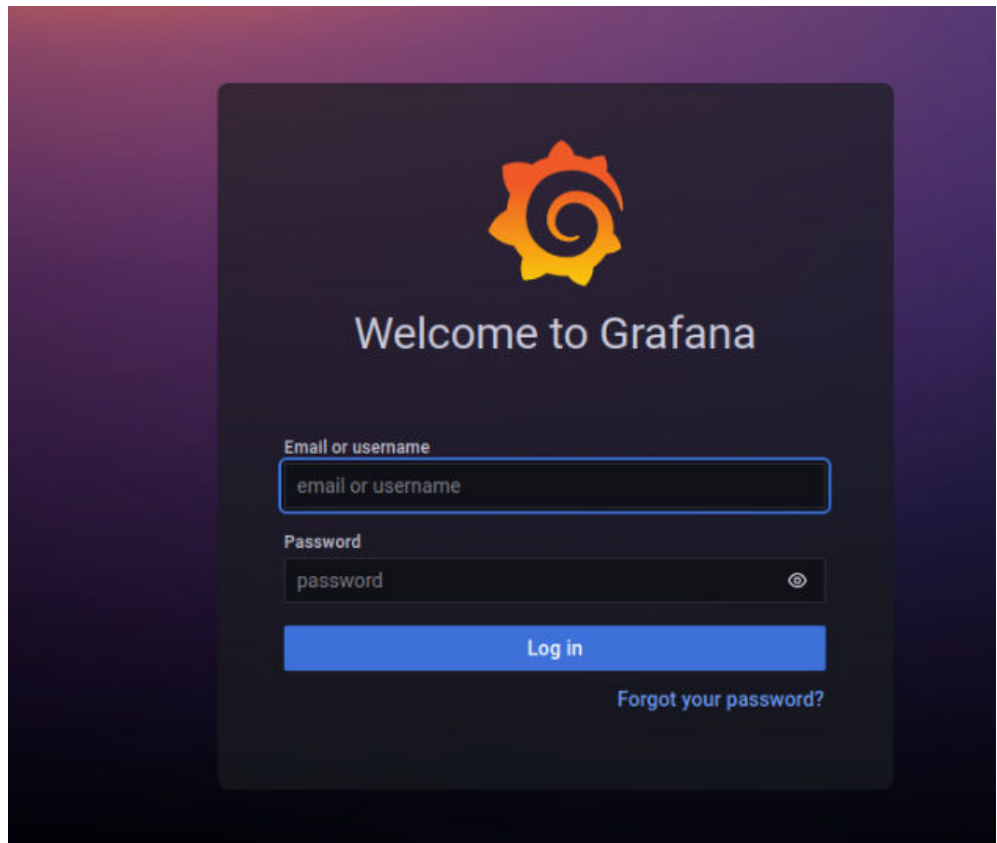 Welcome to Grafana
Email or username
email or username
Password
password
Log in
Forgot your password?